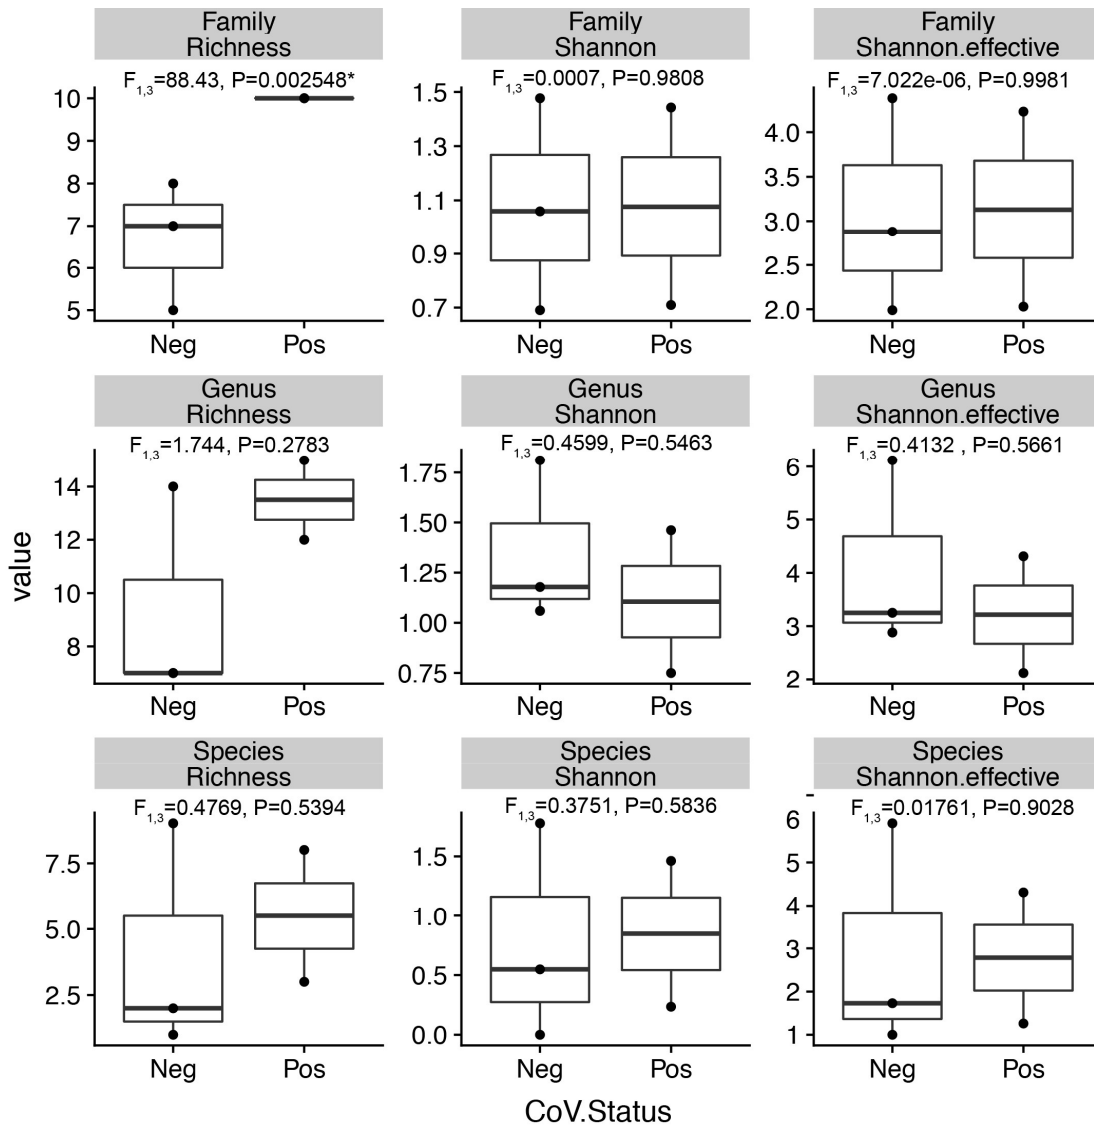 Family
Richness
F1,3=88.43, P=0.002548*
10
9
8
7
6
5
Neg
Pos
Family
Shannon
F1,3=0.0007, P=0.9808
1.5
1.3
1.1
0.9
0.7
Neg
Pos
Family
Shannon.effective
F1,3=7.022e-06, P=0.9981
4.0
3.5
3.0
2.5
2.0
Neg
Pos
value
Genus
Richness
F1,3=1.744, P=0.2783
14
12
10
8
Neg
Pos
Genus
Shannon
F1,3=0.4599, P=0.5463
1.75
1.50
1.25
1.00
0.75
Neg
Pos
Genus
Shannon.effective
F1,3=0.4132 , P=0.5661
6
5
4
3
2
Neg
Pos
Species
Richness
F1,3=0.4769, P=0.5394
7.5
5.0
2.5
Neg
Pos
Species
Shannon
F1,3=0.3751, P=0.5836
1.5
1.0
0.5
0.0
Neg
Pos
Species
Shannon.effective
F1,3=0.01761, P=0.9028
6
5
4
3
2
1
Neg
Pos
CoV.Status